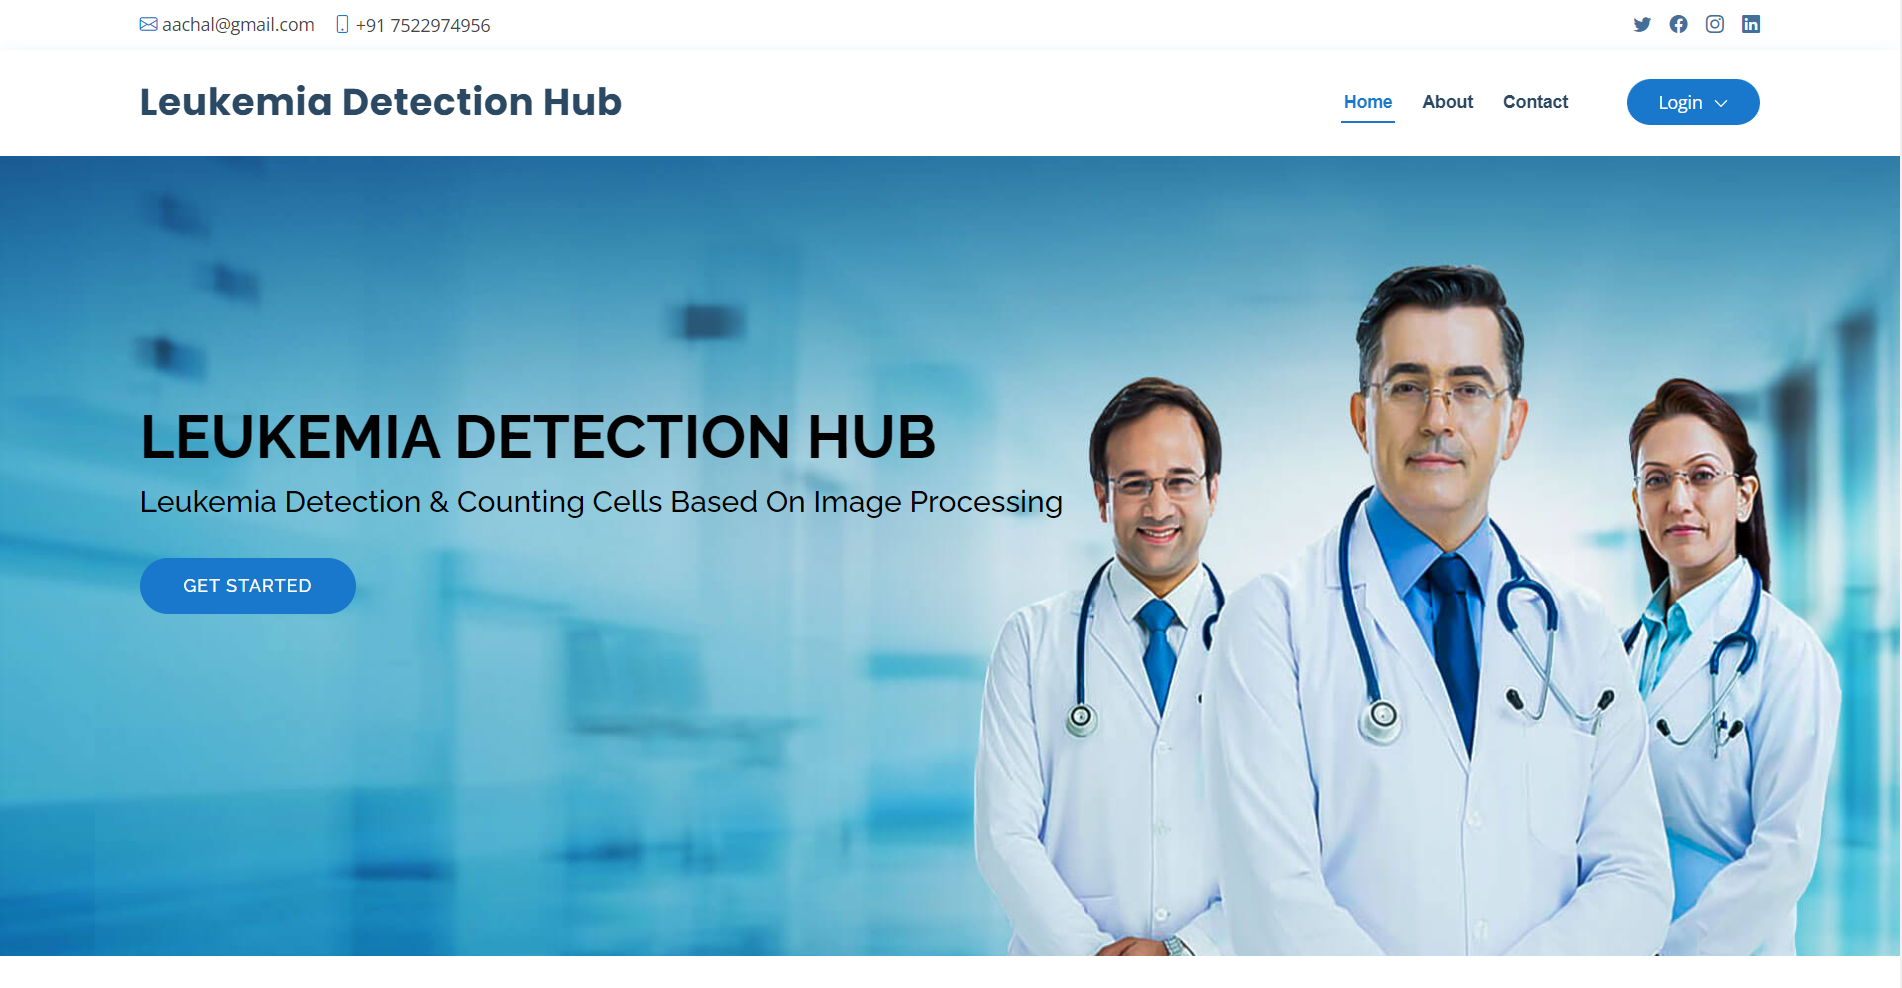 aachal@gmail.com +91 7522974956
Leukemia Detection Hub
Home About Contact Login
LEUKEMIA DETECTION HUB
Leukemia Detection & Counting Cells Based On Image Processing
GET STARTED